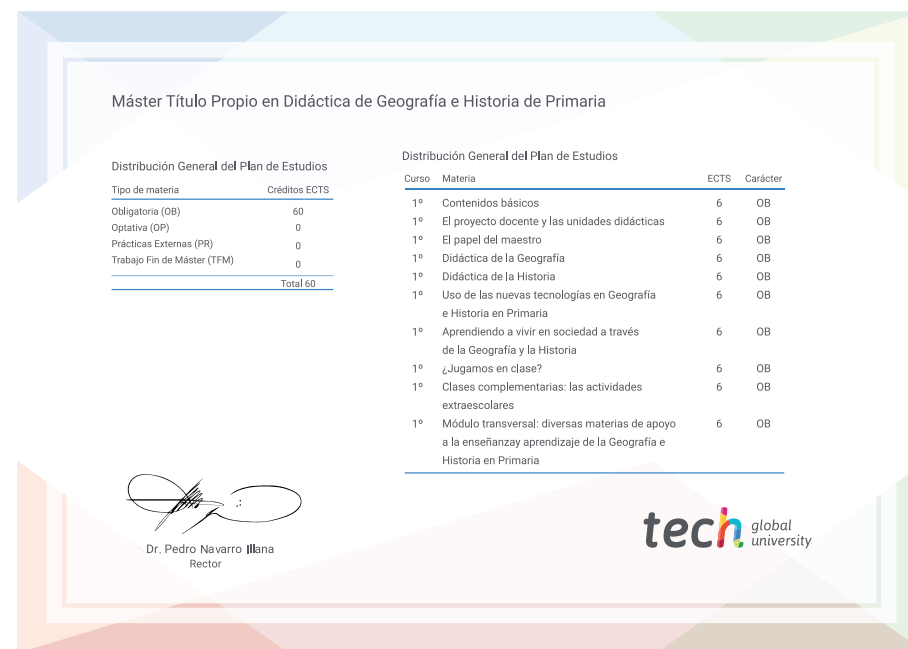 Máster Título Propio en Didáctica de Geografía e Historia de Primaria
Distribución General del Plan de Estudios
Tipo de materia Créditos ECTS
Obligatoria (OB) 60
Optativa (OP) 0
Prácticas Externas (PR) 0
Trabajo Fin de Máster (TFM) 0
Total 60
Distribución General del Plan de Estudios
Curso Materia ECTS Carácter
1º Contenidos básicos 6 OB
1º El proyecto docente y las unidades didácticas 6 OB
1º El papel del maestro 6 OB
1º Didáctica de la Geografía 6 OB
1º Didáctica de la Historia 6 OB
1º Uso de las nuevas tecnologías en Geografía 6 OB
e Historia en Primaria
1º Aprendiendo a vivir en sociedad a través 6 OB
de la Geografía y la Historia
1º ¿Jugamos en clase? 6 OB
1º Clases complementarias: las actividades 6 OB
extraescolares
1º Módulo transversal: diversas materias de apoyo 6 OB
a la enseñanzay aprendizaje de la Geografía e
Historia en Primaria
Dr. Pedro Navarro Illana
Rector
tech global
university